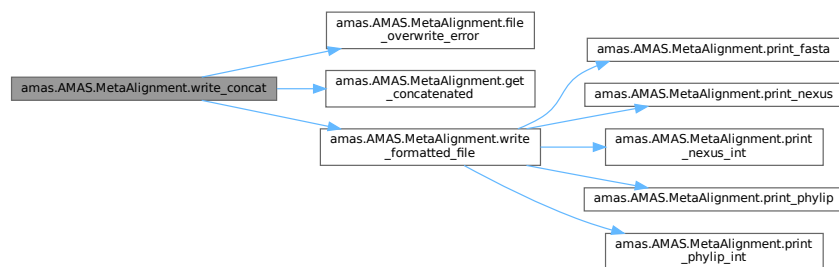 amas.AMAS.MetaAlignment.write_concat
amas.AMAS.MetaAlignment.file
_overwrite_error
amas.AMAS.MetaAlignment.get
_concatenated
amas.AMAS.MetaAlignment.write
_formatted_file
amas.AMAS.MetaAlignment.print_fasta
amas.AMAS.MetaAlignment.print_nexus
amas.AMAS.MetaAlignment.print
_nexus_int
amas.AMAS.MetaAlignment.print_phylip
amas.AMAS.MetaAlignment.print
_phylip_int